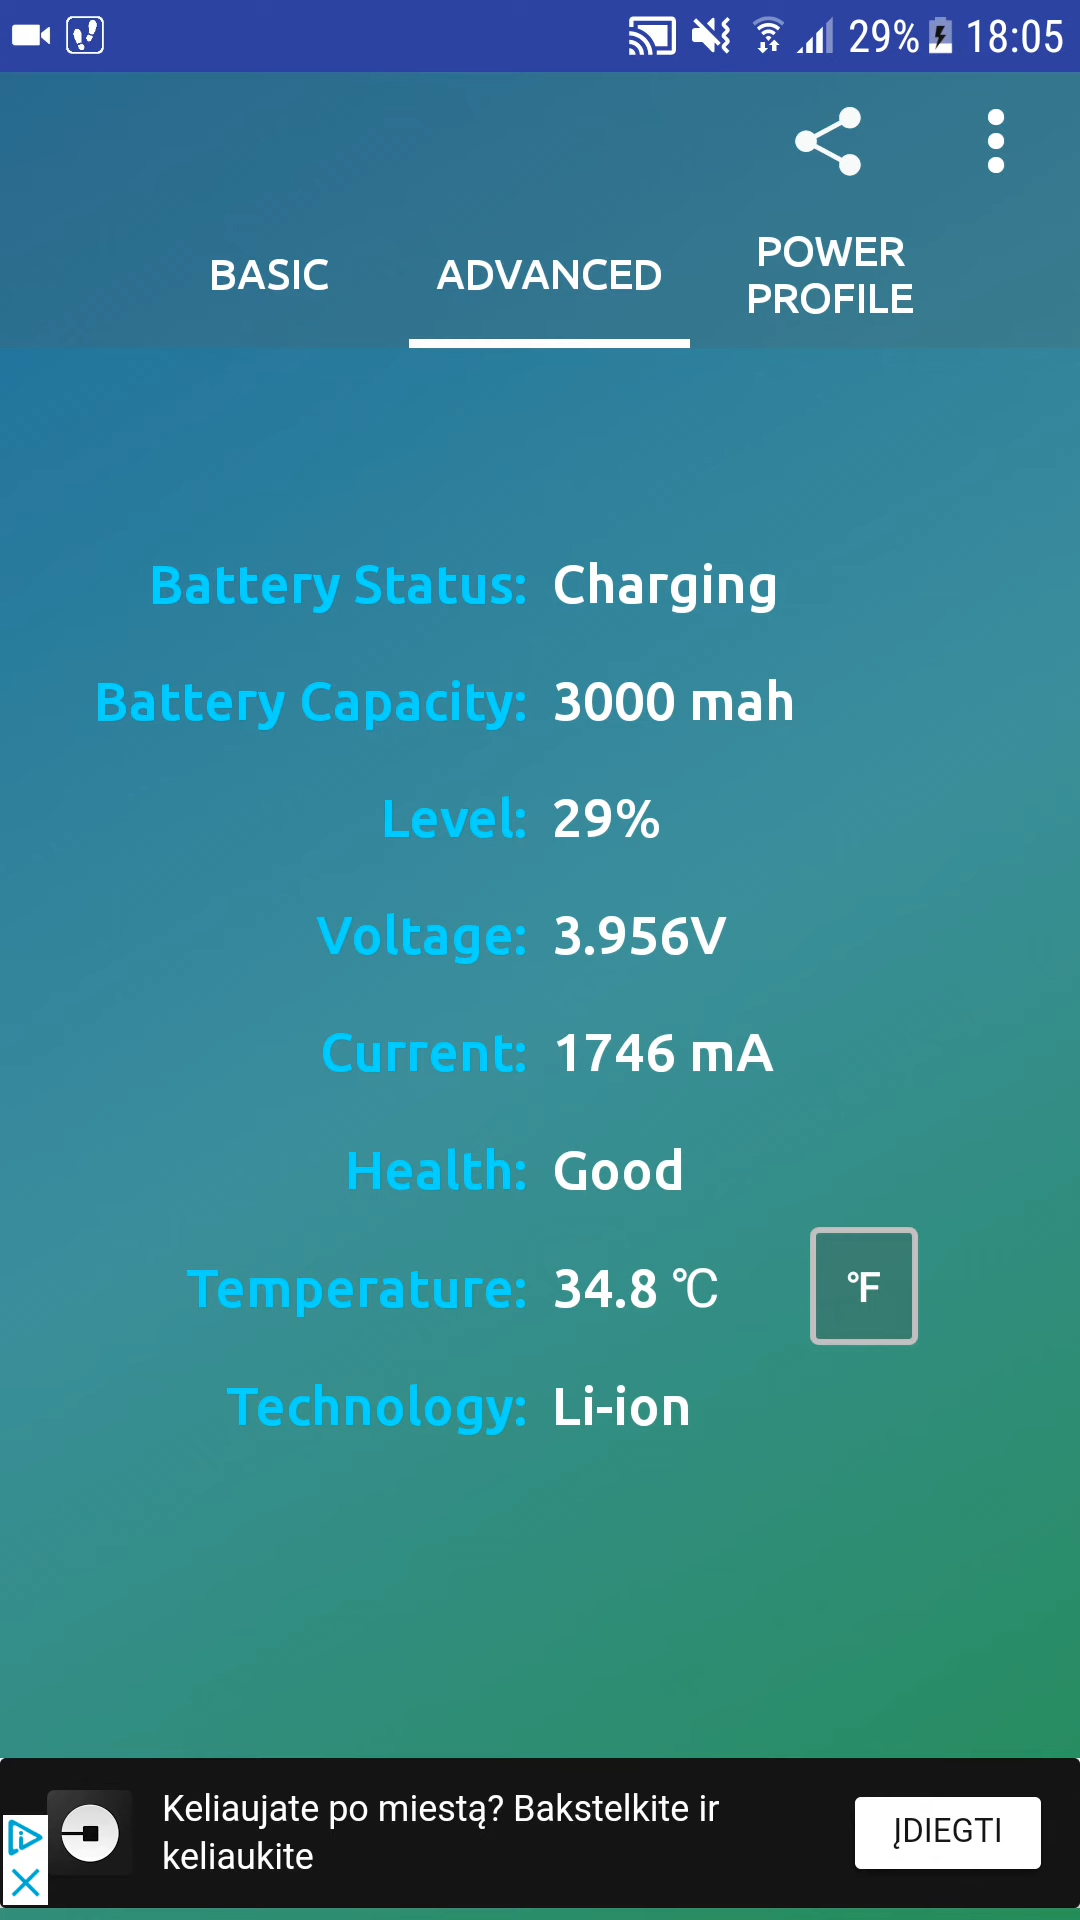 29% 18:05
BASIC ADVANCED POWER PROFILE
Battery Status: Charging
Battery Capacity: 3000 mah
Level: 29%
Voltage: 3.956V
Current: 1746 mA
Health: Good
Temperature: 34.8 °C °F
Technology: Li-ion
Keliaujate po miestą? Bakstelkite ir
keliaukite
ĮDIEGTI